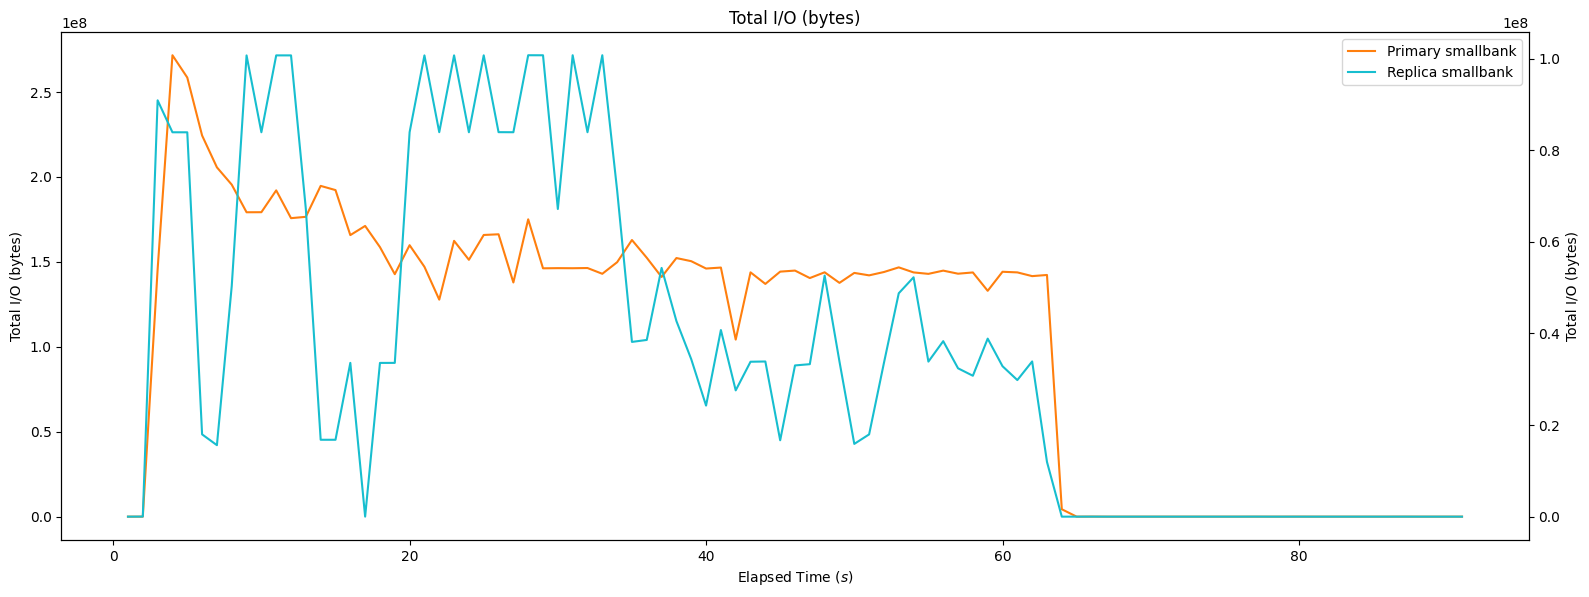 Total I/O (bytes)
1e8
1e8
Primary smallbank
Replica smallbank
2.5
2.0
1.5
1.0
0.5
0.0
Total I/O (bytes)
1.0
0.8
0.6
0.4
0.2
0.0
Total I/O (bytes)
0 20 40 60 80
Elapsed Time (s)